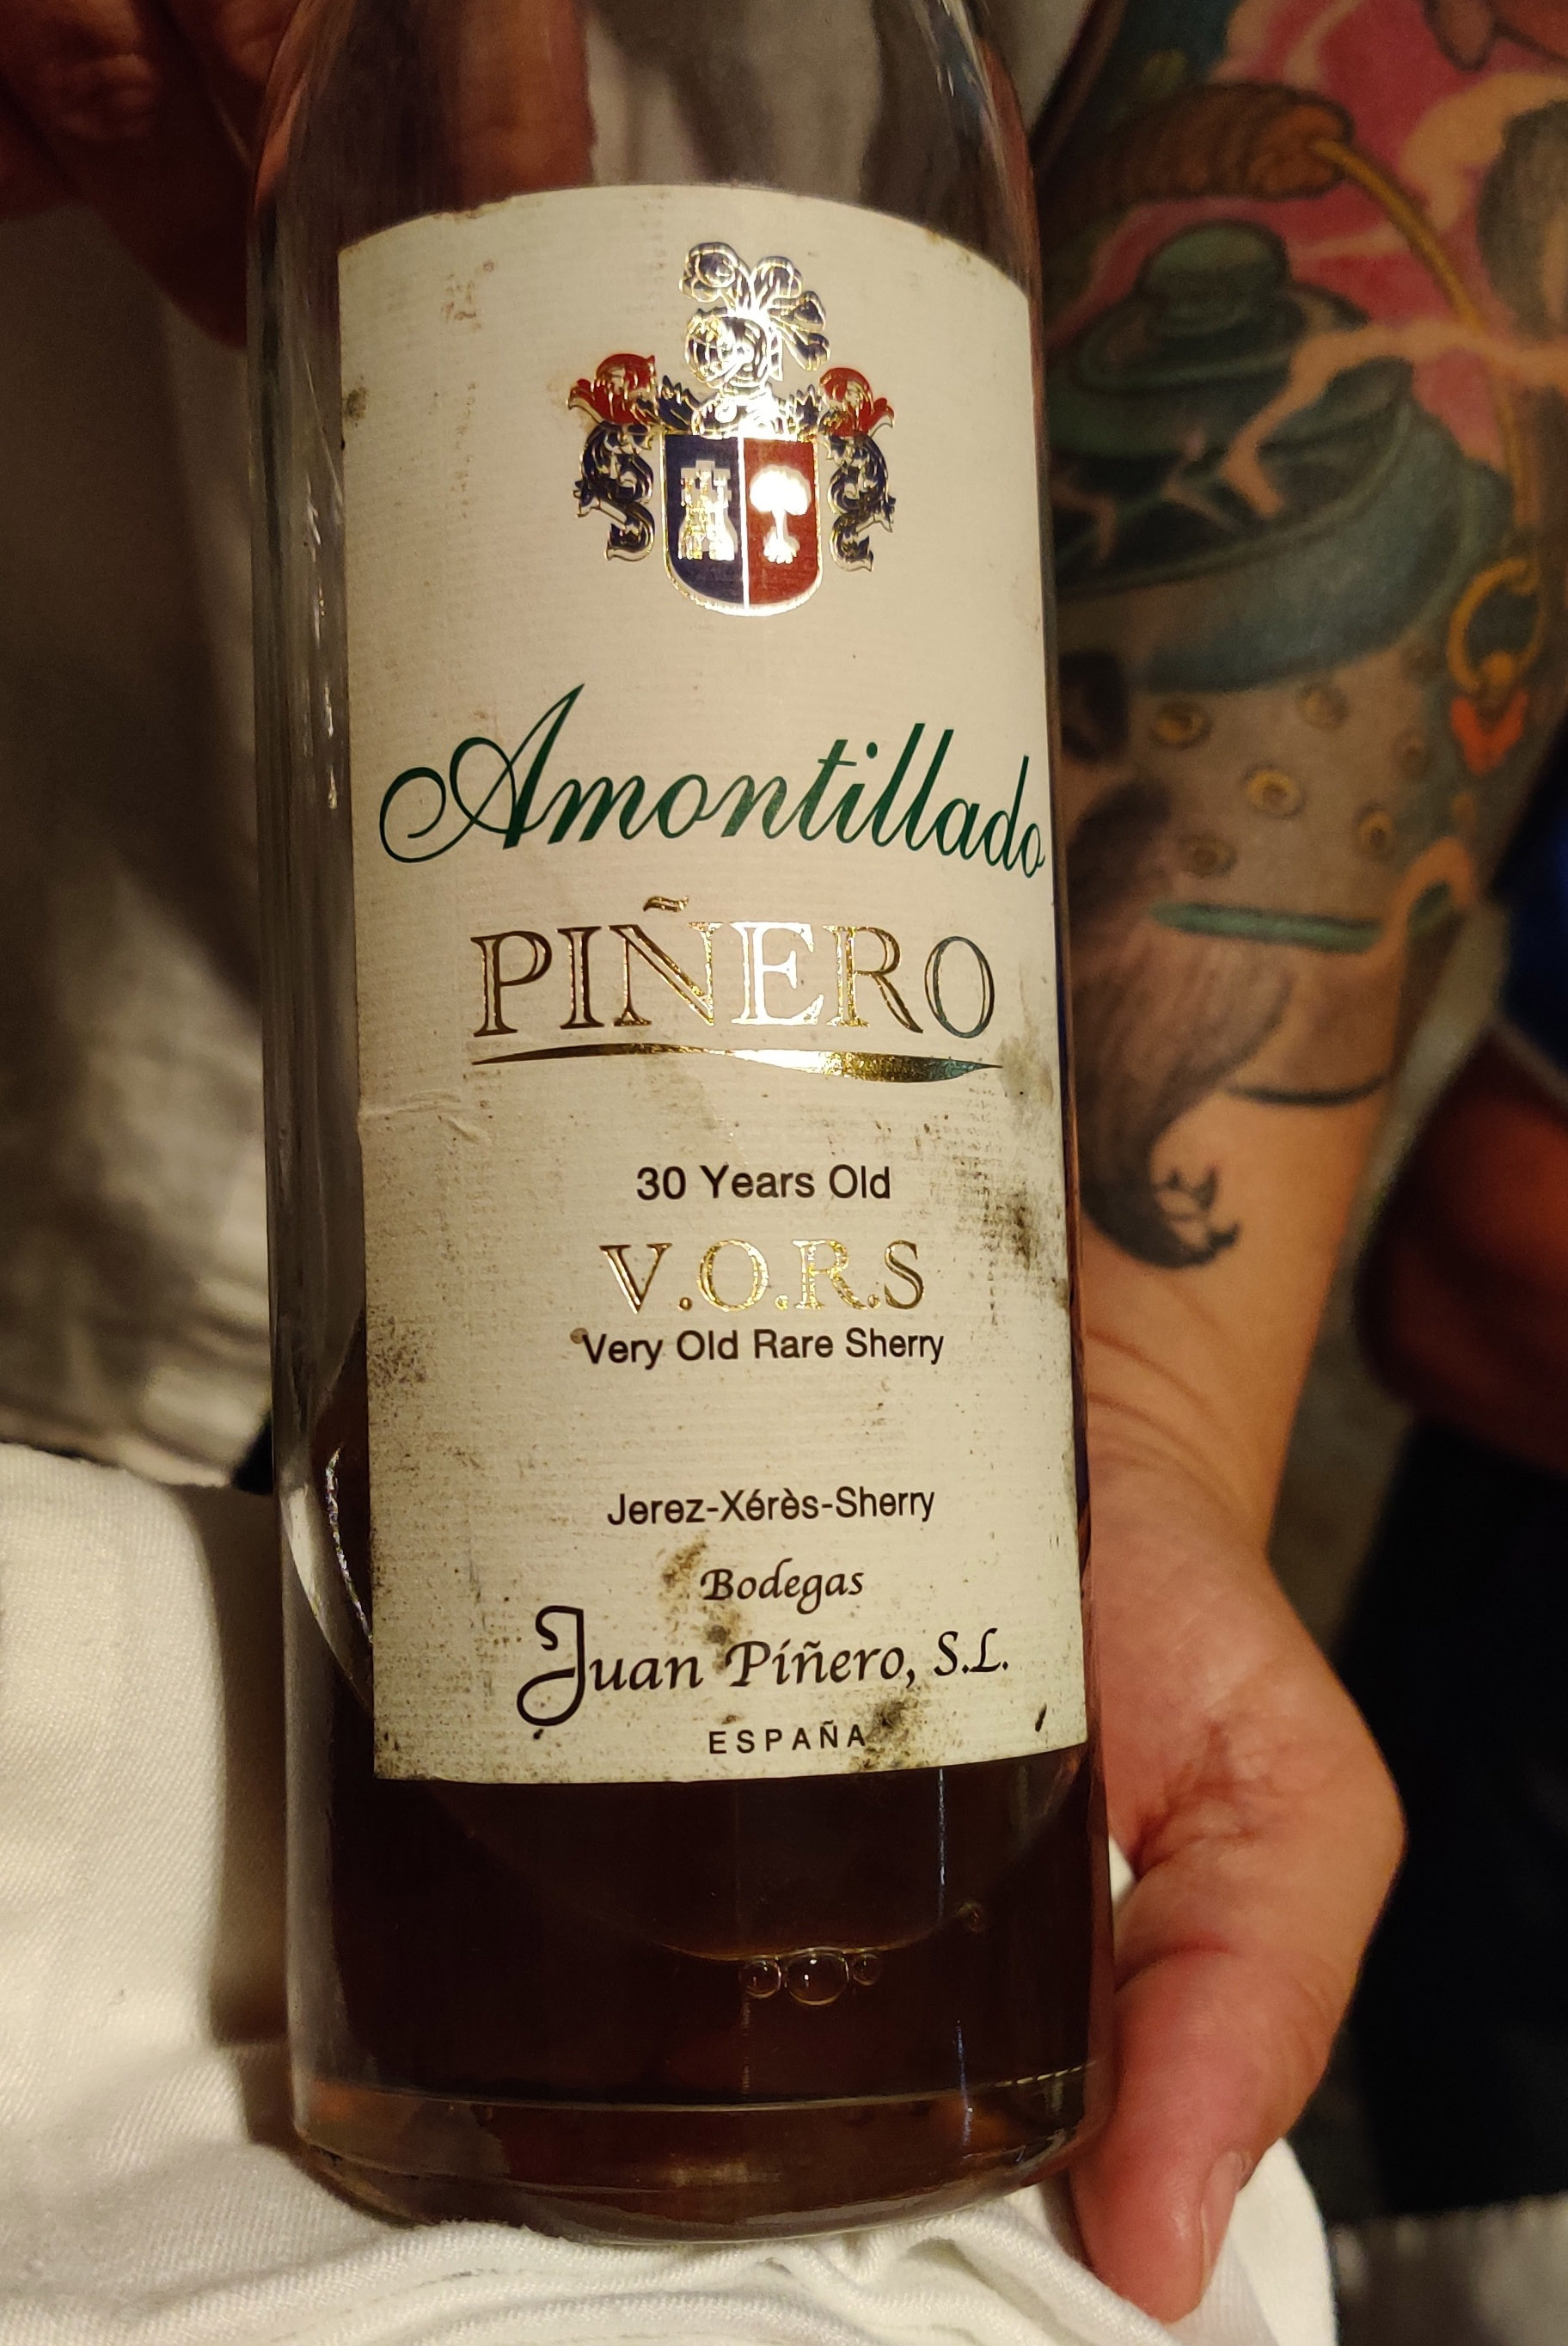 Amontillado
PIÑERO
30 Years Old
V.O.R.S
Very Old Rare Sherry
Jerez-Xérès-Sherry
Bodegas
Juan Piñero, S.L.
ESPAÑA